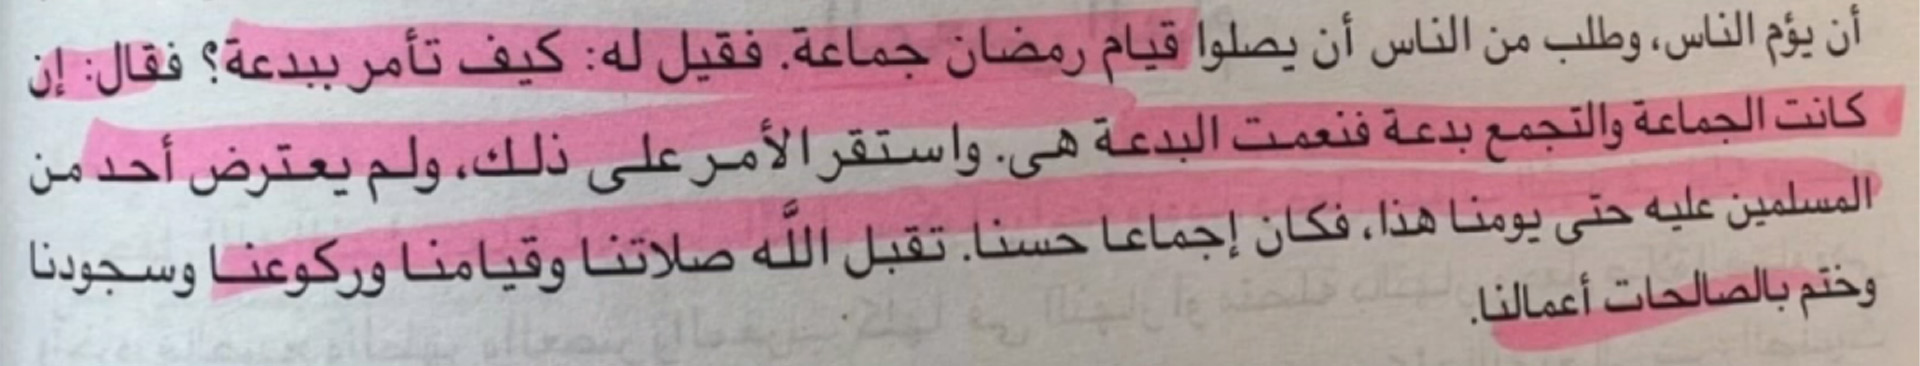 أن يؤم الناس، وطلب من الناس أن يصلوا قيام رمضان جماعة. فقيل له: كيف تأمر ببدعة؟ فقال: إن
كانت الجماعة والتجمع بدعة فنعمت البدعة هى. واستقر الأمر على ذلك، ولم يعترض أحد من
المسلمين عليه حتى يومنا هذا، فكان إجماعا حسنا. تقبل اللَّه صلاتنا وقيامنا وركوعنا وسجودنا
وختم بالصالحات أعمالنا.